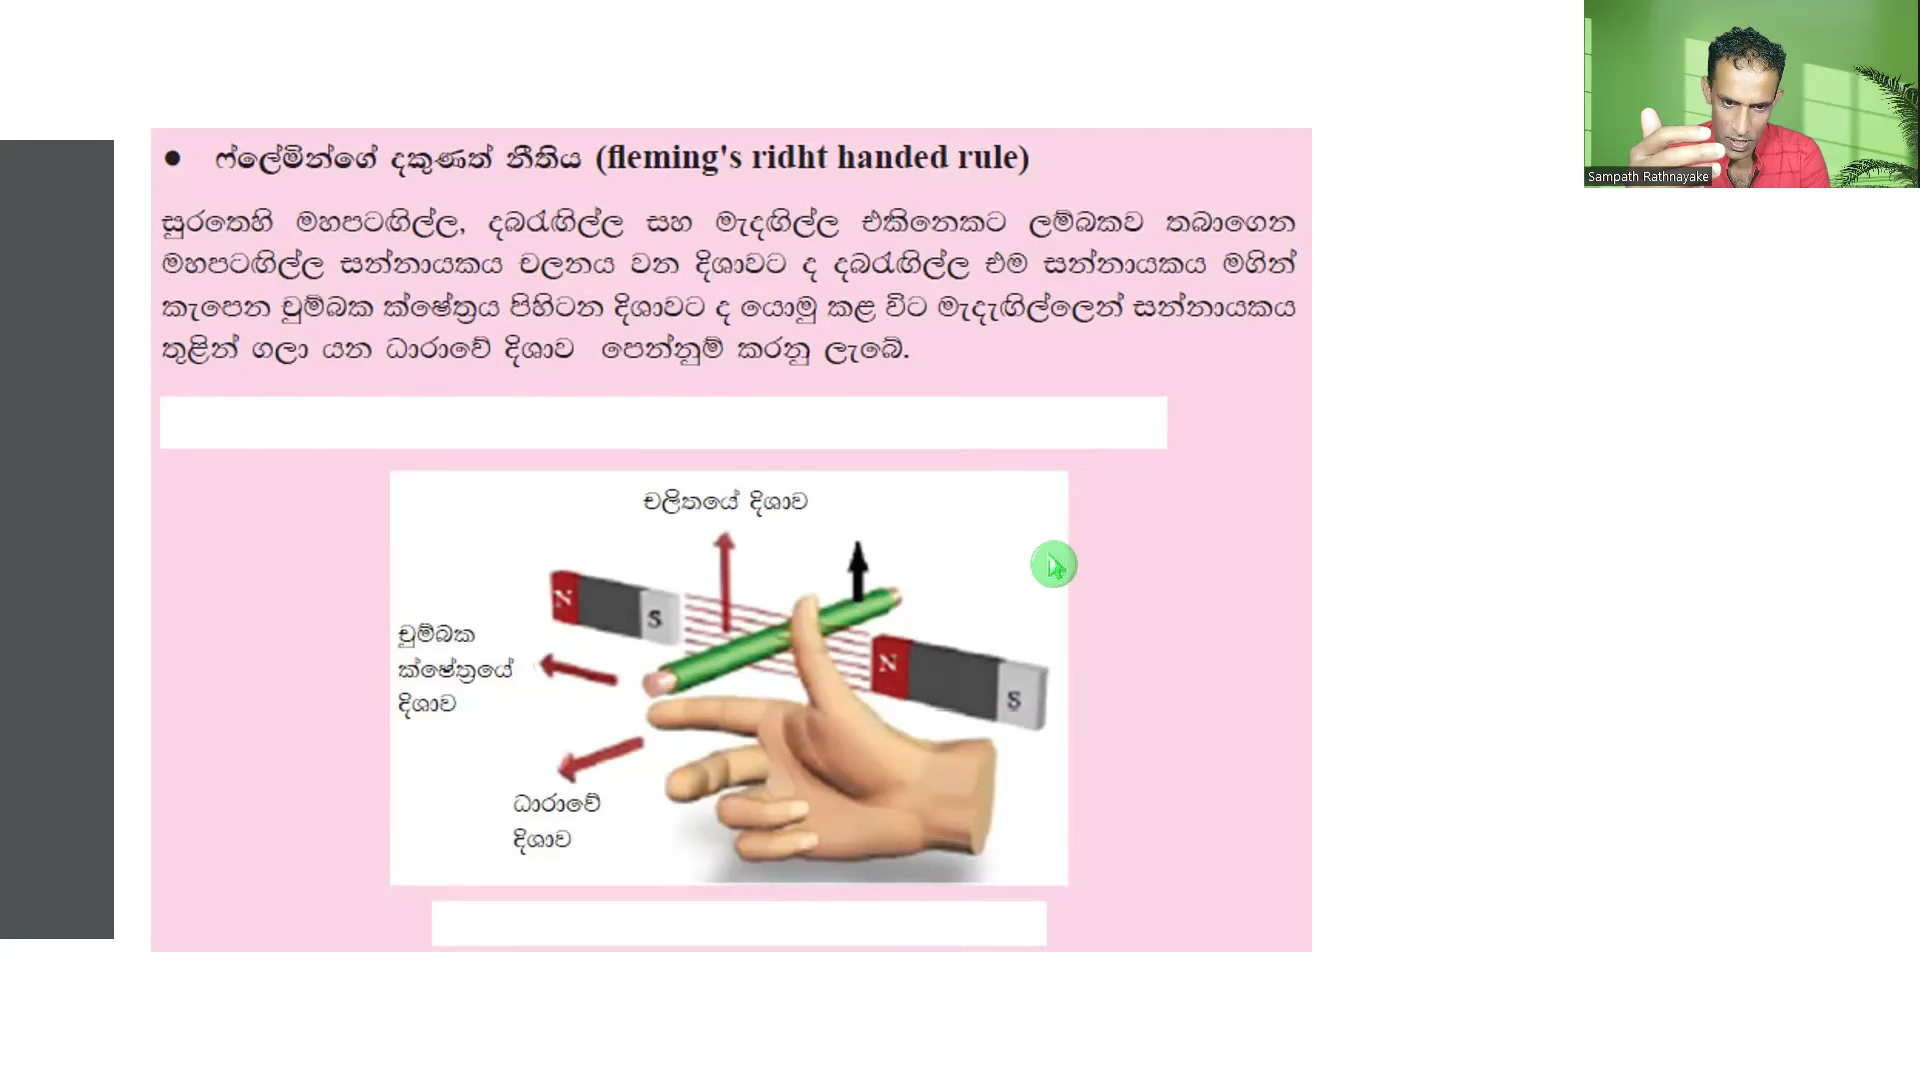 ● ෆ්ලේමින්ගේ දකුණත් නීතිය (fleming's ridht handed rule)
සුරතෙහි මහපටඟිල්ල, දබරැඟිල්ල සහ මැදඟිල්ල එකිනෙකට ලම්බකව තබාගෙන
මහපටඟිල්ල සන්නායකය චලනය වන දිශාවට ද දබරැඟිල්ල එම සන්නායකය මගින්
කැපෙන චුම්බක ක්ෂේත්‍රය පිහිටන දිශාවට ද යොමු කළ විට මැදැඟිල්ලෙන් සන්නායකය
තුළින් ගලා යන ධාරාවේ දිශාව පෙන්නුම් කරනු ලැබේ.
චලිතයේ දිශාව
N
S
චුම්බක
ක්ෂේත්‍රයේ
දිශාව
N
S
ධාරාවේ
දිශාව
Sampath Rathnayake